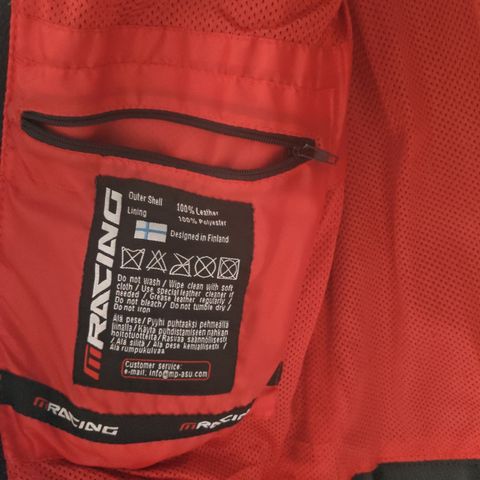 MRACING
Outer Shell 100% Leather
Lining 100% Polyester
Designed in Finland
Do not wash / Wipe clean with soft
cloth / Use special leather cleaner if
needed / Grease leather regularly /
Do not bleach / Do not tumble dry /
Do not iron
Älä pese / Pyyhi puhtaaksi pehmeällä
liinalla / Käytä puhdistamiseen nahkan
hoitotuotteita / Rasvaa säännöllisesti
/ Älä silitä / Älä pese kemiallisesti /
Älä rumpukuivaa
Customer service:
e-mail: info@mp-asu.com
MRACING
MRACING